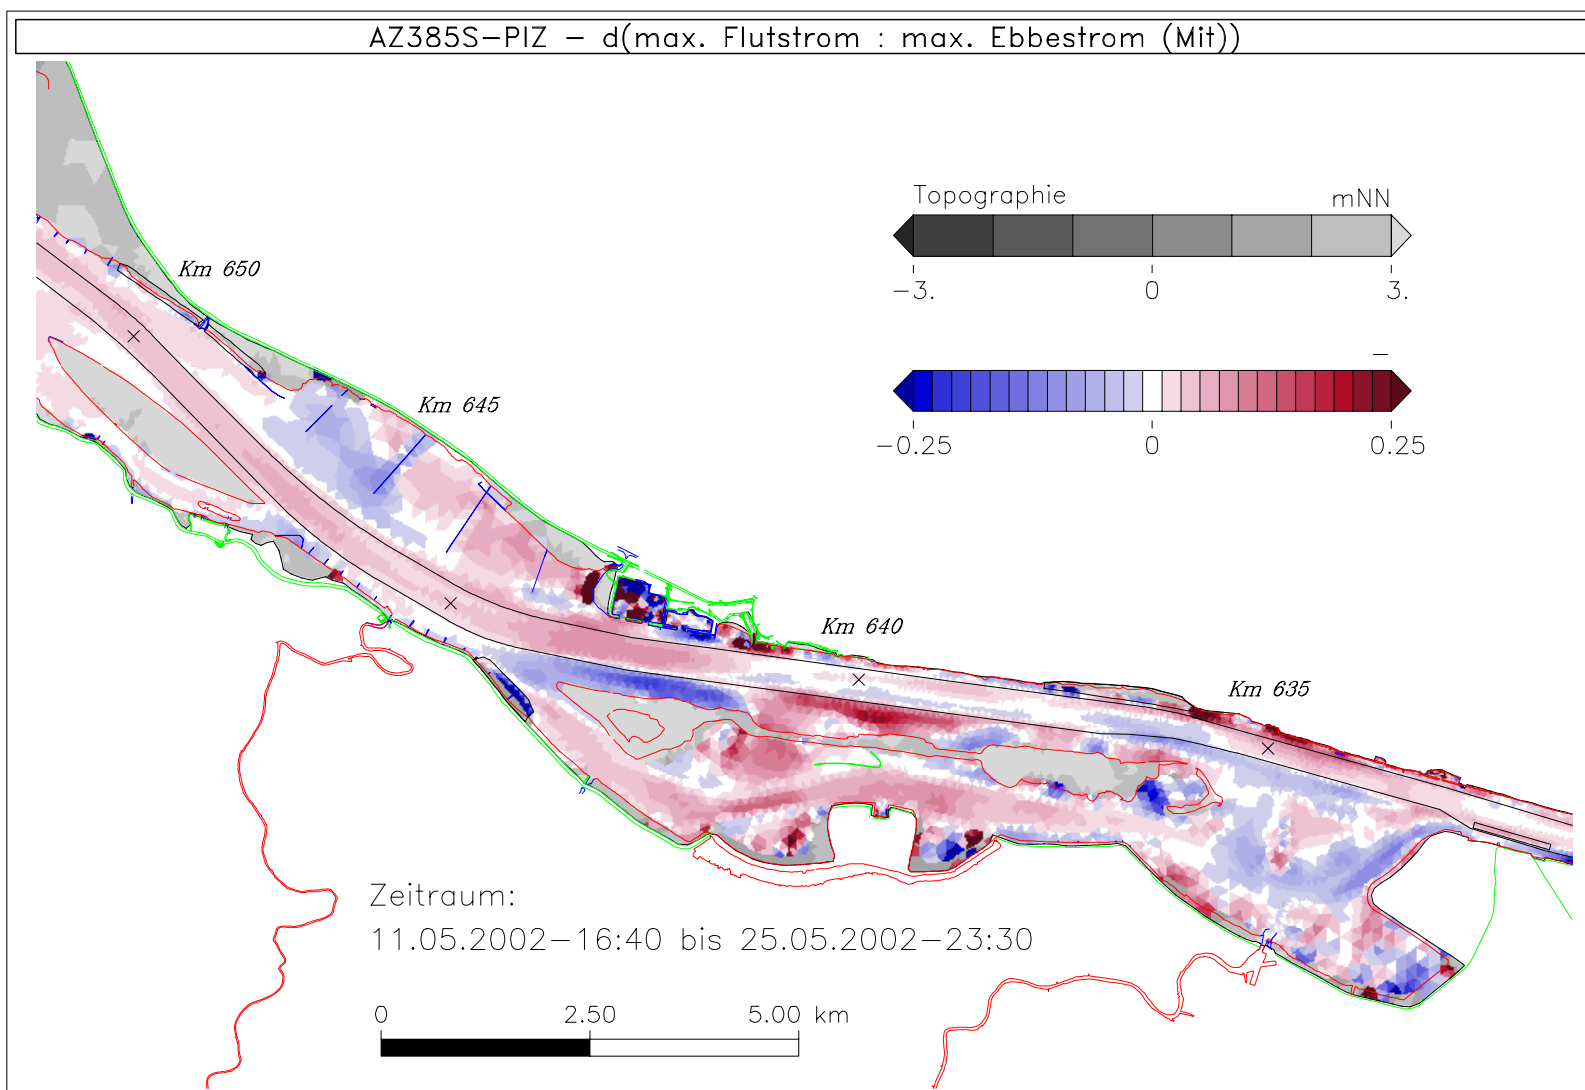 AZ385S-PIZ - d(max. Flutstrom : max. Ebbestrom (Mit))
Topographie mNN
-3. 0 3.
Km 650
Km 645
-
-0.25 0 0.25
Km 640
Km 635
Zeitraum:
11.05.2002-16:40 bis 25.05.2002-23:30
0 2.50 5.00 km